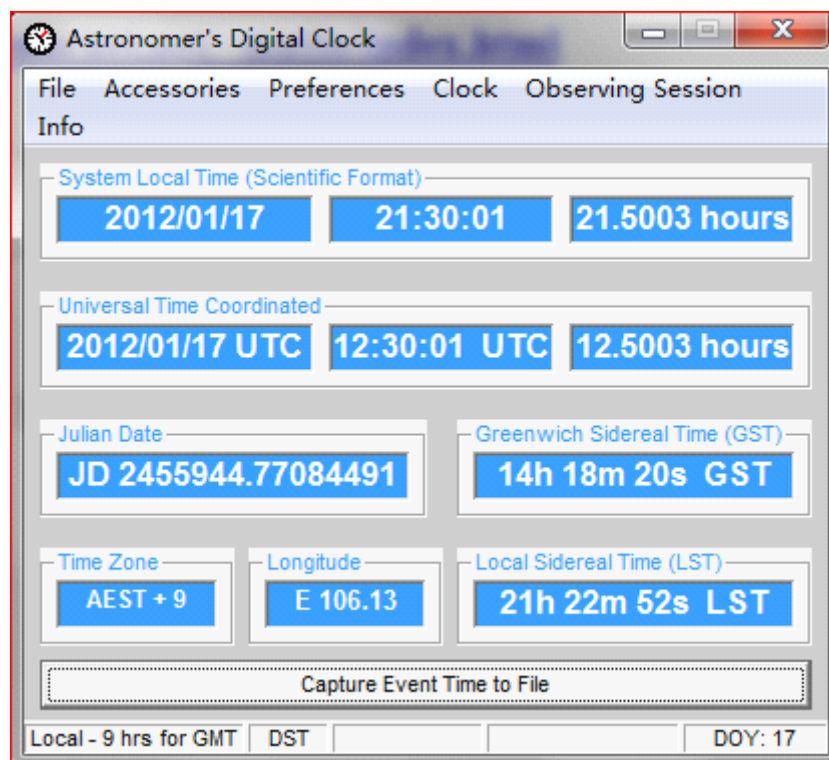 Astronomer's Digital Clock
File Accessories Preferences Clock Observing Session
Info
System Local Time (Scientific Format)
2012/01/17 21:30:01 21.5003 hours
Universal Time Coordinated
2012/01/17 UTC 12:30:01 UTC 12.5003 hours
Julian Date Greenwich Sidereal Time (GST)
JD 2455944.77084491 14h 18m 20s GST
Time Zone Longitude Local Sidereal Time (LST)
AEST + 9 E 106.13 21h 22m 52s LST
Capture Event Time to File
Local - 9 hrs for GMT DST DOY: 17